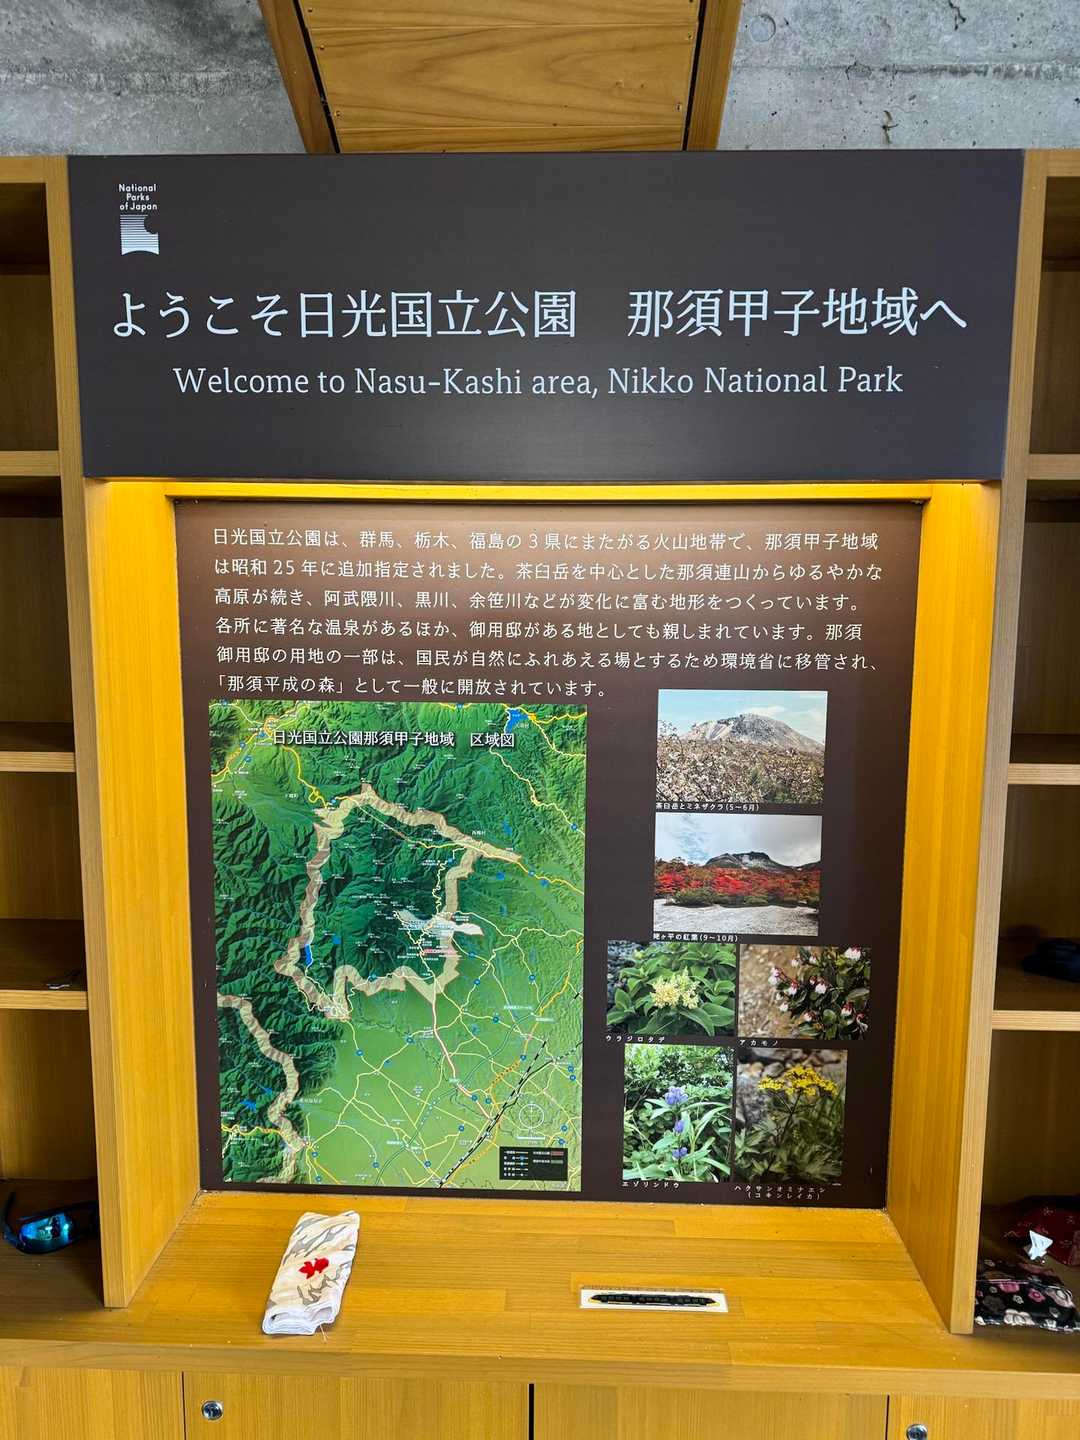 National
Parks
of Japan
ようこそ日光国立公園　那須甲子地域へ
Welcome to Nasu-Kashi area, Nikko National Park
日光国立公園は、群馬、栃木、福島の3県にまたがる火山地帯で、那須甲子地域
は昭和25年に追加指定されました。茶臼岳を中心とした那須連山からゆるやかな
高原が続き、阿武隈川、黒川、余笹川などが変化に富む地形をつくっています。
各所に著名な温泉があるほか、御用邸がある地としても親しまれています。那須
御用邸の用地の一部は、国民が自然にふれあえる場とするため環境省に移管され、
「那須平成の森」として一般に開放されています。
日光国立公園那須甲子地域　区域図
茶臼岳とミネザクラ(5〜6月)
姥ヶ平の紅葉(9〜10月)
ウラジロタデ
アカモノ
エゾリンドウ
ハクサンオミナエシ
(コキンレイカ)